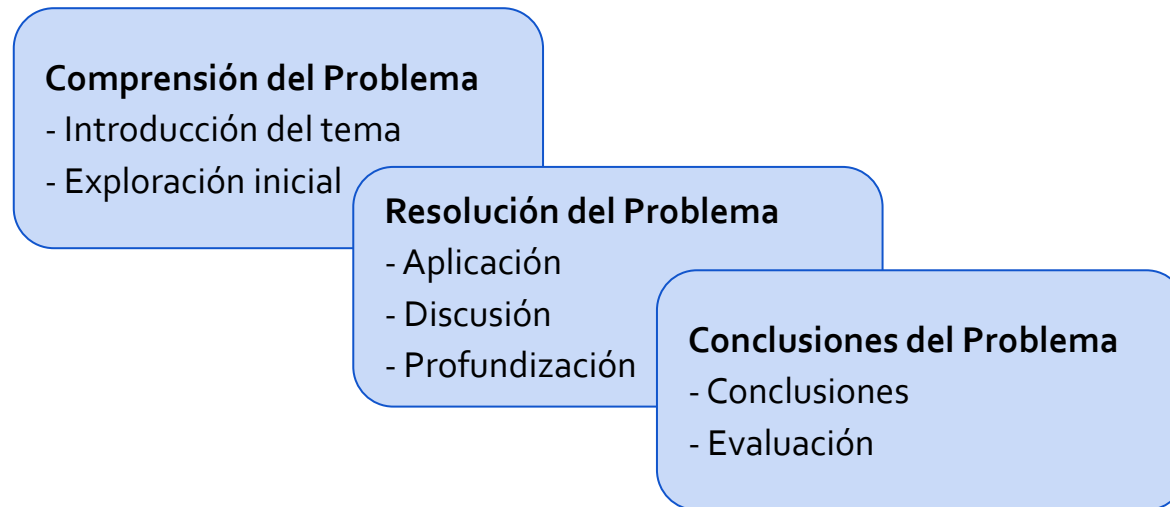 Comprensión del Problema
- Introducción del tema
- Exploración inicial
Resolución del Problema
- Aplicación
- Discusión
- Profundización
Conclusiones del Problema
- Conclusiones
- Evaluación